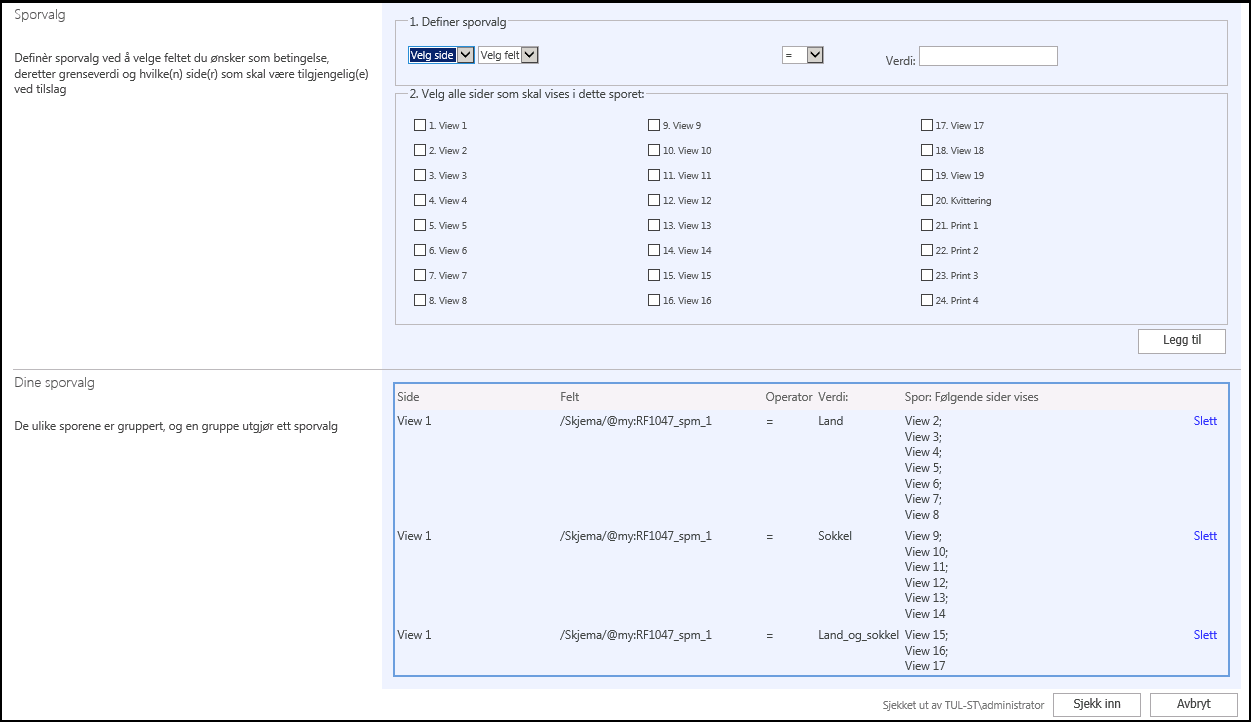 Sporvalg
Definèr sporvalg ved å velge feltet du ønsker som betingelse,
deretter grenseverdi og hvilke(n) side(r) som skal være tilgjengelig(e)
ved tilslag
1. Definer sporvalg
Velg side Velg felt = Verdi:
2. Velg alle sider som skal vises i dette sporet:
1. View 1 9. View 9 17. View 17
2. View 2 10. View 10 18. View 18
3. View 3 11. View 11 19. View 19
4. View 4 12. View 12 20. Kvittering
5. View 5 13. View 13 21. Print 1
6. View 6 14. View 14 22. Print 2
7. View 7 15. View 15 23. Print 3
8. View 8 16. View 16 24. Print 4
Legg til
Dine sporvalg
De ulike sporene er gruppert, og en gruppe utgjør ett sporvalg
Side Felt Operator Verdi: Spor: Følgende sider vises
View 1 /Skjema/@my:RF1047_spm_1 = Land View 2; Slett
View 3;
View 4;
View 5;
View 6;
View 7;
View 8
View 1 /Skjema/@my:RF1047_spm_1 = Sokkel View 9; Slett
View 10;
View 11;
View 12;
View 13;
View 14
View 1 /Skjema/@my:RF1047_spm_1 = Land_og_sokkel View 15; Slett
View 16;
View 17
Sjekket ut av TUL-ST\administrator Sjekk inn Avbryt